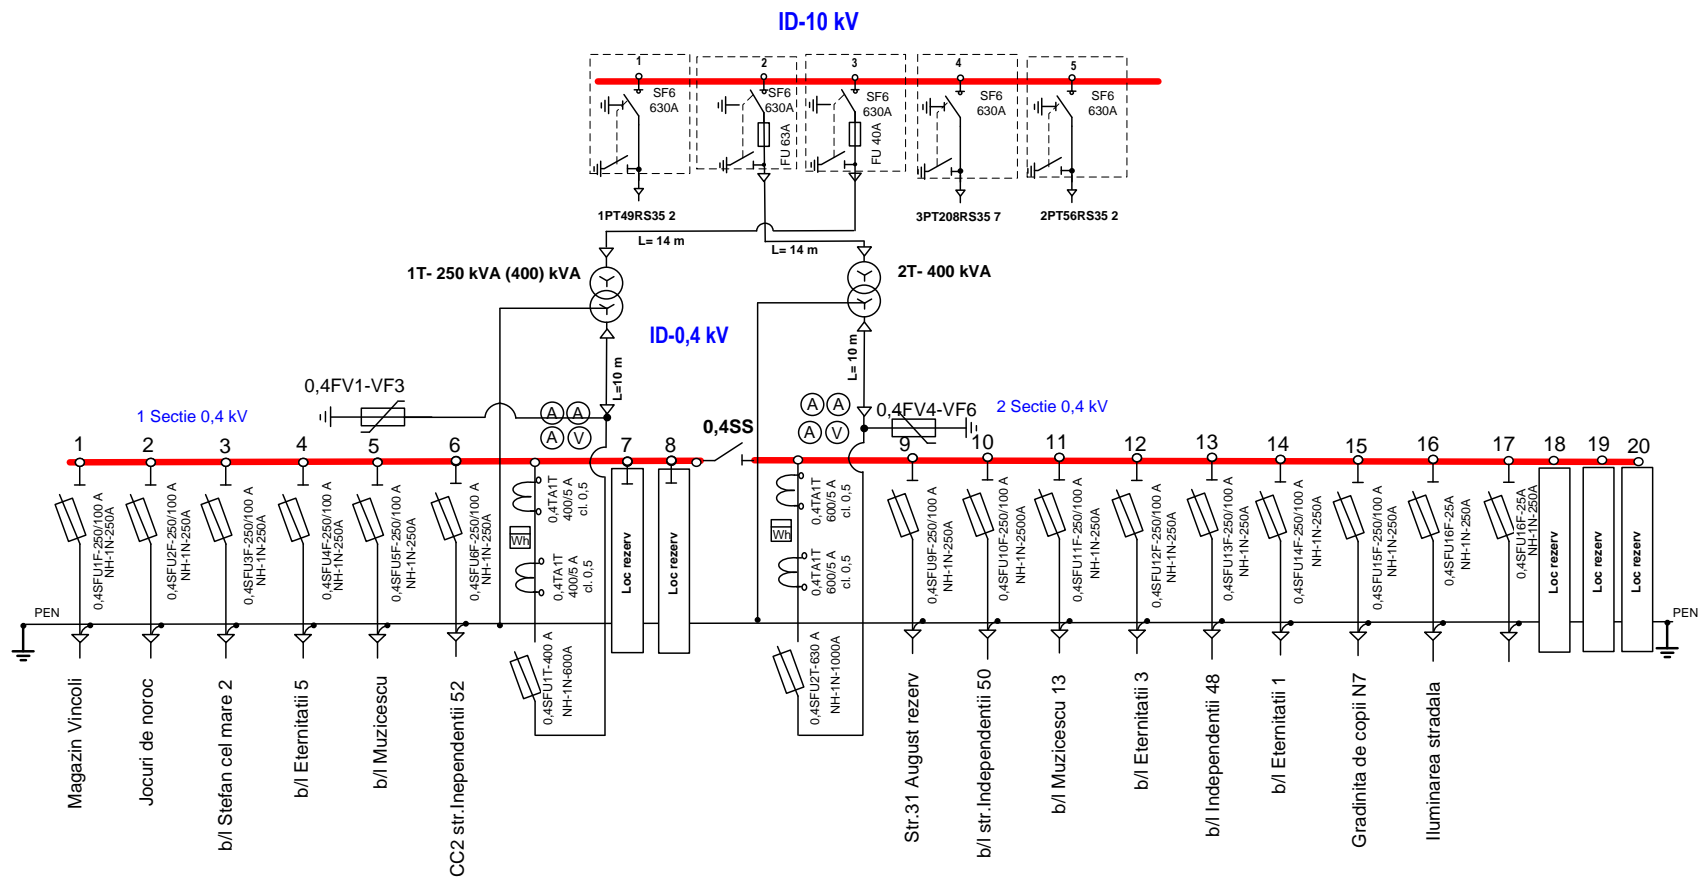 ID-10 kV
1
2
3
4
5
SF6
630A
SF6
630A
SF6
630A
SF6
630A
SF6
630A
FU 63A
FU 40A
1PT49RS35 2
3PT208RS35 7
2PT56RS35 2
L= 14 m
L= 14 m
1T- 250 kVA (400) kVA
2T- 400 kVA
ID-0,4 kV
L=10 m
L= 10 m
0,4FV1-VF3
0,4FV4-VF6
1 Sectie 0,4 kV
2 Sectie 0,4 kV
A
A
A
V
A
A
A
V
0,4SS
1
2
3
4
5
6
7
8
9
10
11
12
13
14
15
16
17
18
19
20
0,4SFU1F-250/100 A
NH-1N-250A
0,4SFU2F-250/100 A
NH-1N-250A
0,4SFU3F-250/100 A
NH-1N-250A
0,4SFU4F-250/100 A
NH-1N-250A
0,4SFU5F-250/100 A
NH-1N-250A
0,4SFU6F-250/100 A
NH-1N-250A
0,4TA1T
400/5 A
cl. 0,5
Wh
0,4TA1T
400/5 A
cl. 0,5
0,4SFU1T-400 A
NH-1N-600A
Loc rezerv
Loc rezerv
0,4TA1T
600/5 A
cl. 0,5
Wh
0,4TA1T
600/5 A
cl. 0,5
0,4SFU2T-630 A
NH-1N-1000A
0,4SFU9F-250/100 A
NH-1N-250A
0,4SFU10F-250/100 A
NH-1N-2500A
0,4SFU11F-250/100 A
NH-1N-250A
0,4SFU12F-250/100 A
NH-1N-250A
0,4SFU13F-250/100 A
NH-1N-250A
0,4SFU14F-250/100 A
NH-1N-250A
0,4SFU15F-250/100 A
NH-1N-250A
0,4SFU16F-25A
NH-1N-250A
0,4SFU16F-25A
NH-1N-250A
Loc rezerv
Loc rezerv
Loc rezerv
PEN
PEN
Magazin Vincoli
Jocuri de noroc
b/l Stefan cel mare 2
b/l Eternitatii 5
b/l Muzicescu
CC2 str.Inependentii 52
Str.31 August rezerv
b/l str.Independentii 50
b/l Muzicescu 13
b/l Eternitatii 3
b/l Independentii 48
b/l Eternitatii 1
Gradinita de copii N7
Iluminarea stradala